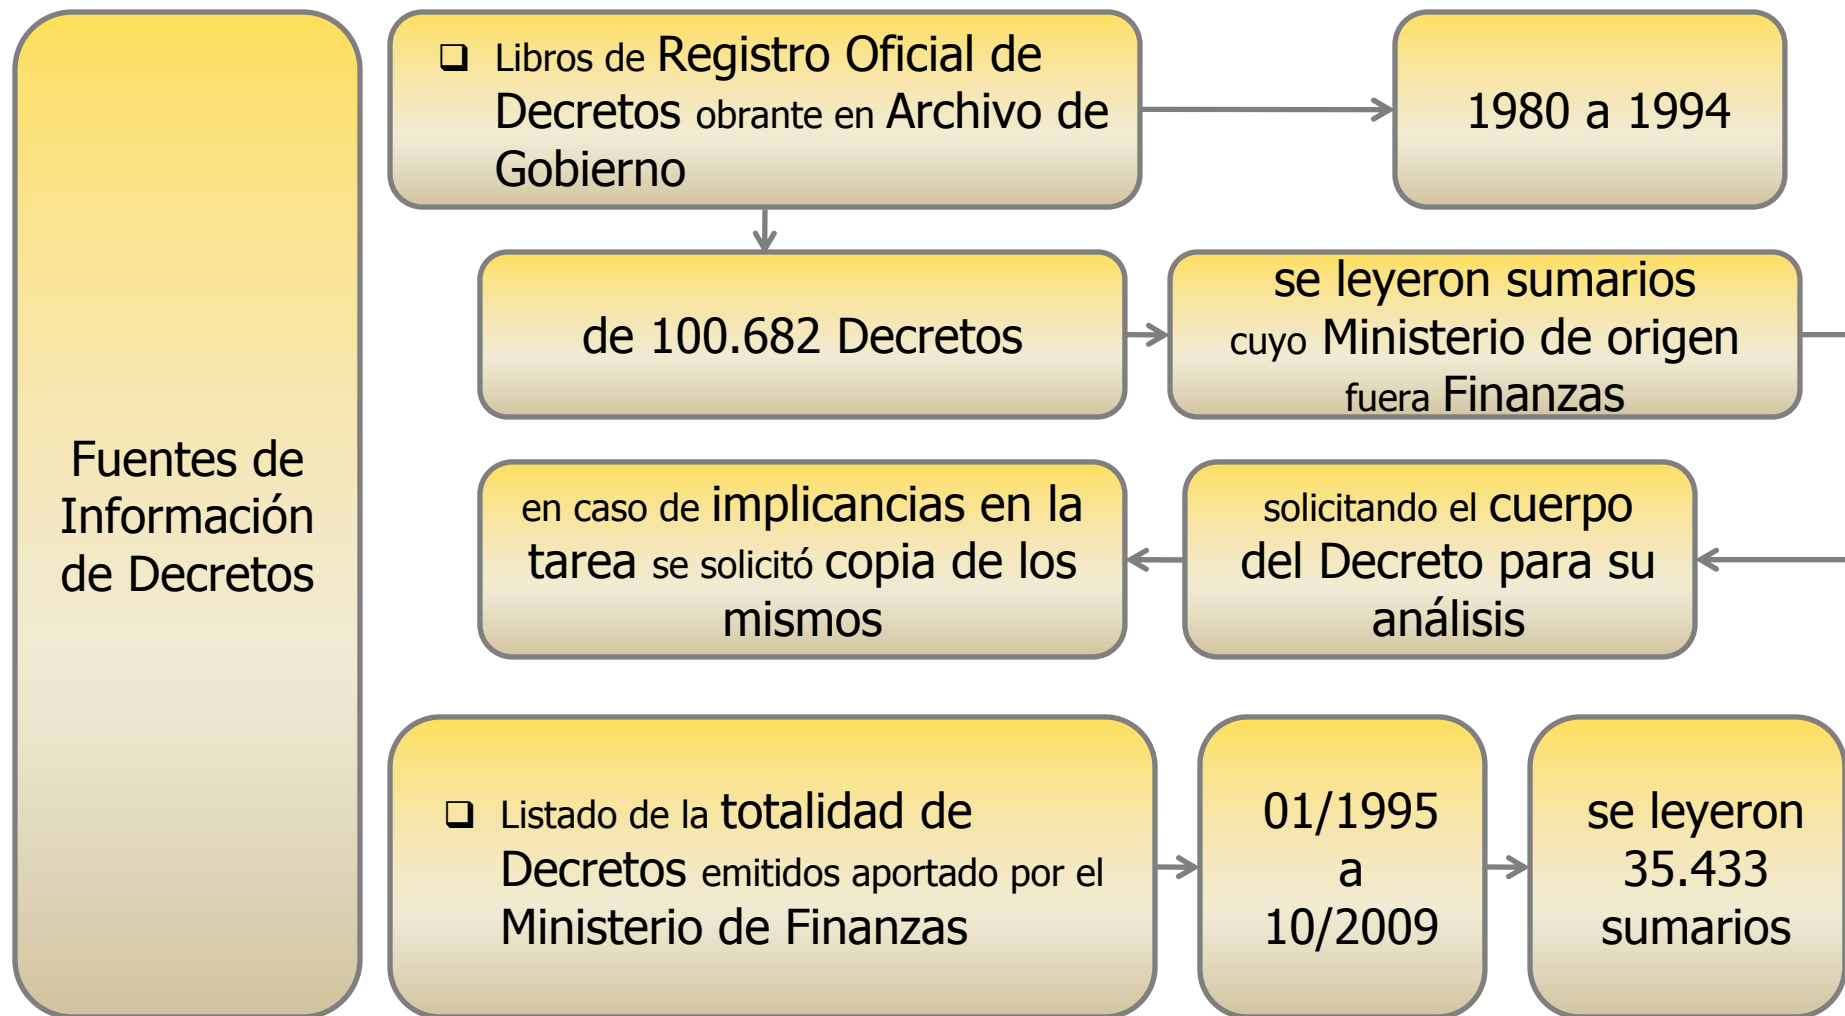 Fuentes de
Información
de Decretos
❑ Libros de Registro Oficial de
Decretos obrante en Archivo de
Gobierno
1980 a 1994
de 100.682 Decretos
se leyeron sumarios
cuyo Ministerio de origen
fuera Finanzas
solicitando el cuerpo
del Decreto para su
análisis
en caso de implicancias en la
tarea se solicitó copia de los
mismos
❑ Listado de la totalidad de
Decretos emitidos aportado por el
Ministerio de Finanzas
01/1995
a
10/2009
se leyeron
35.433
sumarios